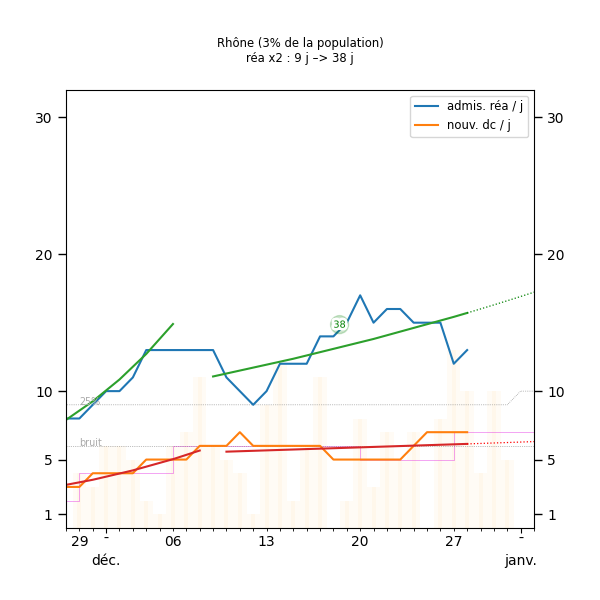 Rhône (3% de la population)
réa x2 : 9 j –> 38 j
admis. réa / j
nouv. dc / j
30
30
20
20
38
10
10
25%
bruit
5
5
1
1
29
-
06
13
20
27
-
déc.
janv.